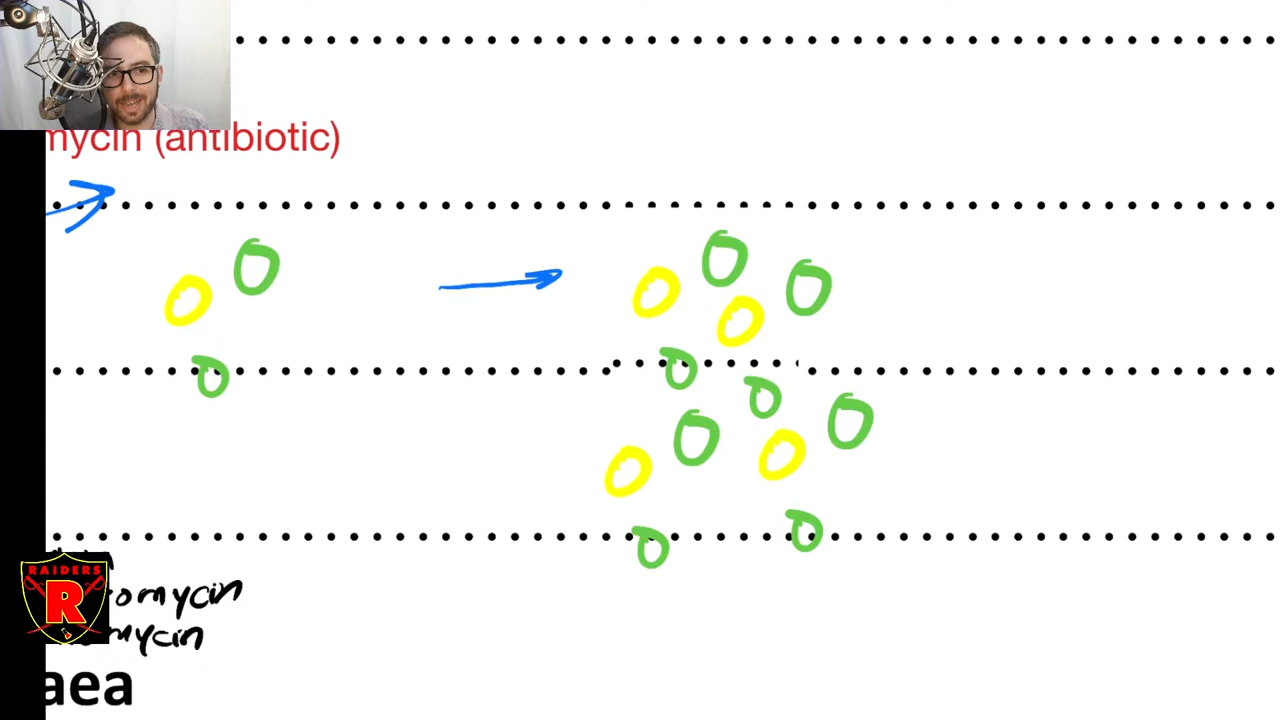 mycin (antibiotic)
RAIDERS
R
omycin
mycin
aea